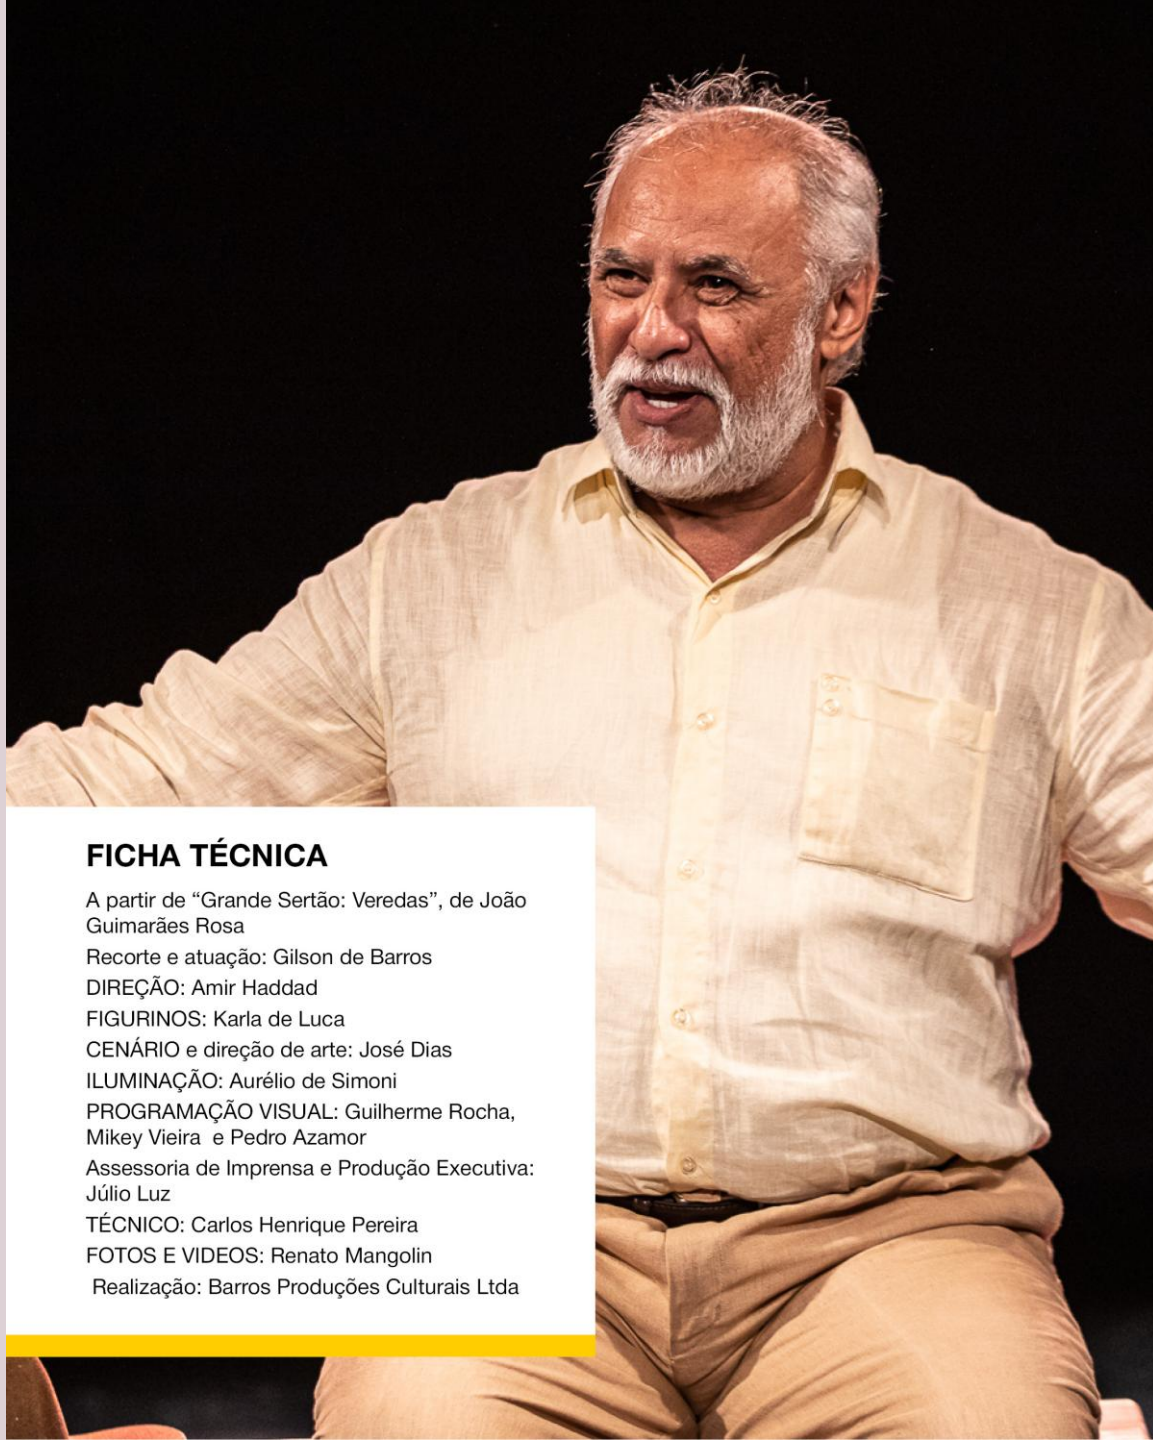 FICHA TÉCNICA
A partir de “Grande Sertão: Veredas”, de João
Guimarães Rosa
Recorte e atuação: Gilson de Barros
DIREÇÃO: Amir Haddad
FIGURINOS: Karla de Luca
CENÁRIO e direção de arte: José Dias
ILUMINAÇÃO: Aurélio de Simoni
PROGRAMAÇÃO VISUAL: Guilherme Rocha,
Mikey Vieira  e Pedro Azamor
Assessoria de Imprensa e Produção Executiva:
Júlio Luz
TÉCNICO: Carlos Henrique Pereira
FOTOS E VIDEOS: Renato Mangolin
Realização: Barros Produções Culturais Ltda